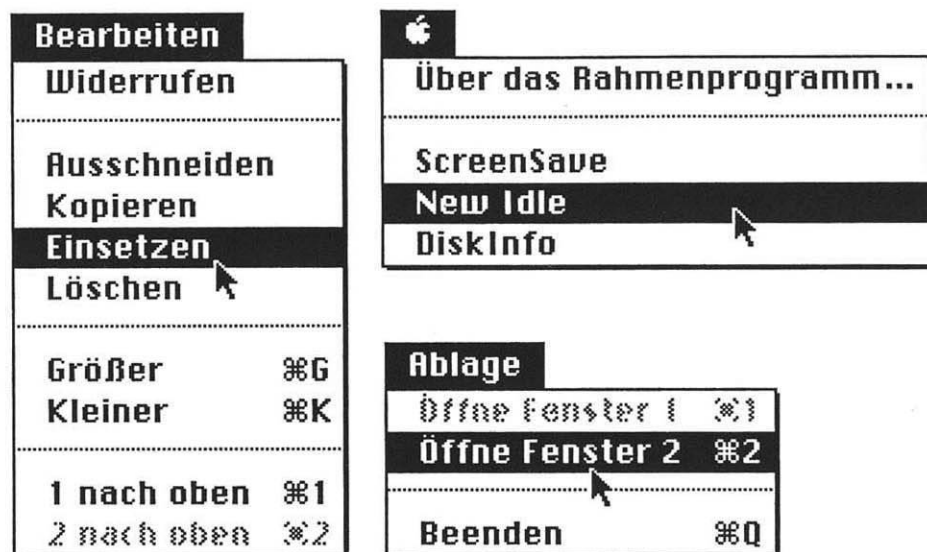 Bearbeiten
Widerrufen
Ausschneiden
Kopieren
Einsetzen
Löschen
Größer ⌘G
Kleiner ⌘K
1 nach oben ⌘1
2 nach oben ⌘2
Über das Rahmenprogramm...
ScreenSave
New Idle
DiskInfo
Ablage
Öffne Fenster 1 ⌘1
Öffne Fenster 2 ⌘2
Beenden ⌘Q